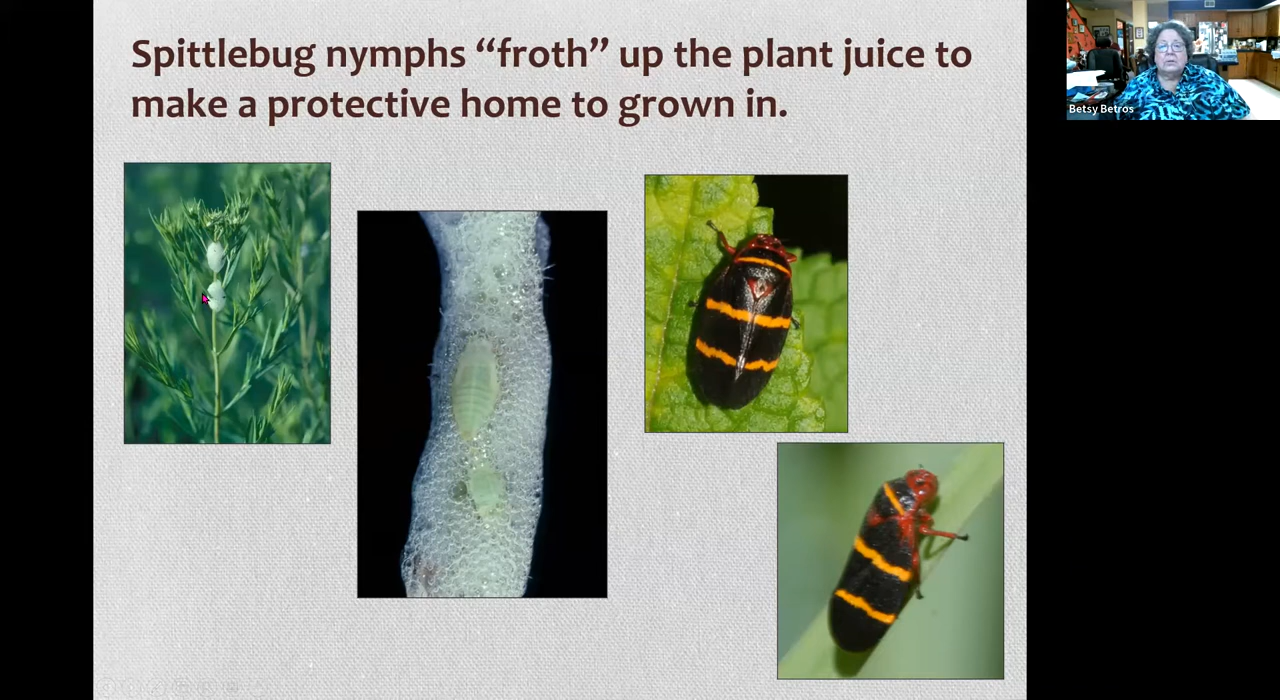 Spittlebug nymphs “froth” up the plant juice to
make a protective home to grown in.
Betsy Betros